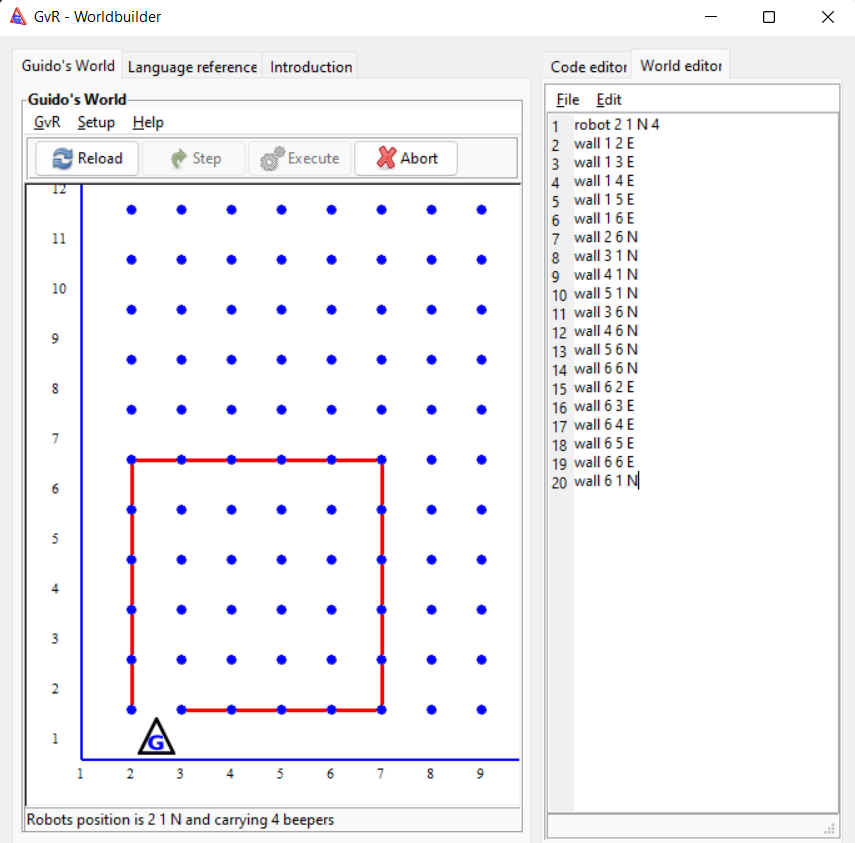 GvR - Worldbuilder
Guido's World
Language reference
Introduction
Guido's World
GvR Setup Help
Reload
Step
Execute
Abort
12
11
10
9
8
7
6
5
4
3
2
1
G
1 2 3 4 5 6 7 8 9
Robots position is 2 1 N and carrying 4 beepers
Code editor
World editor
File Edit
1 robot 2 1 N 4
2 wall 1 2 E
3 wall 1 3 E
4 wall 1 4 E
5 wall 1 5 E
6 wall 1 6 E
7 wall 2 6 N
8 wall 3 1 N
9 wall 4 1 N
10 wall 5 1 N
11 wall 3 6 N
12 wall 4 6 N
13 wall 5 6 N
14 wall 6 6 N
15 wall 6 2 E
16 wall 6 3 E
17 wall 6 4 E
18 wall 6 5 E
19 wall 6 6 E
20 wall 6 1 N